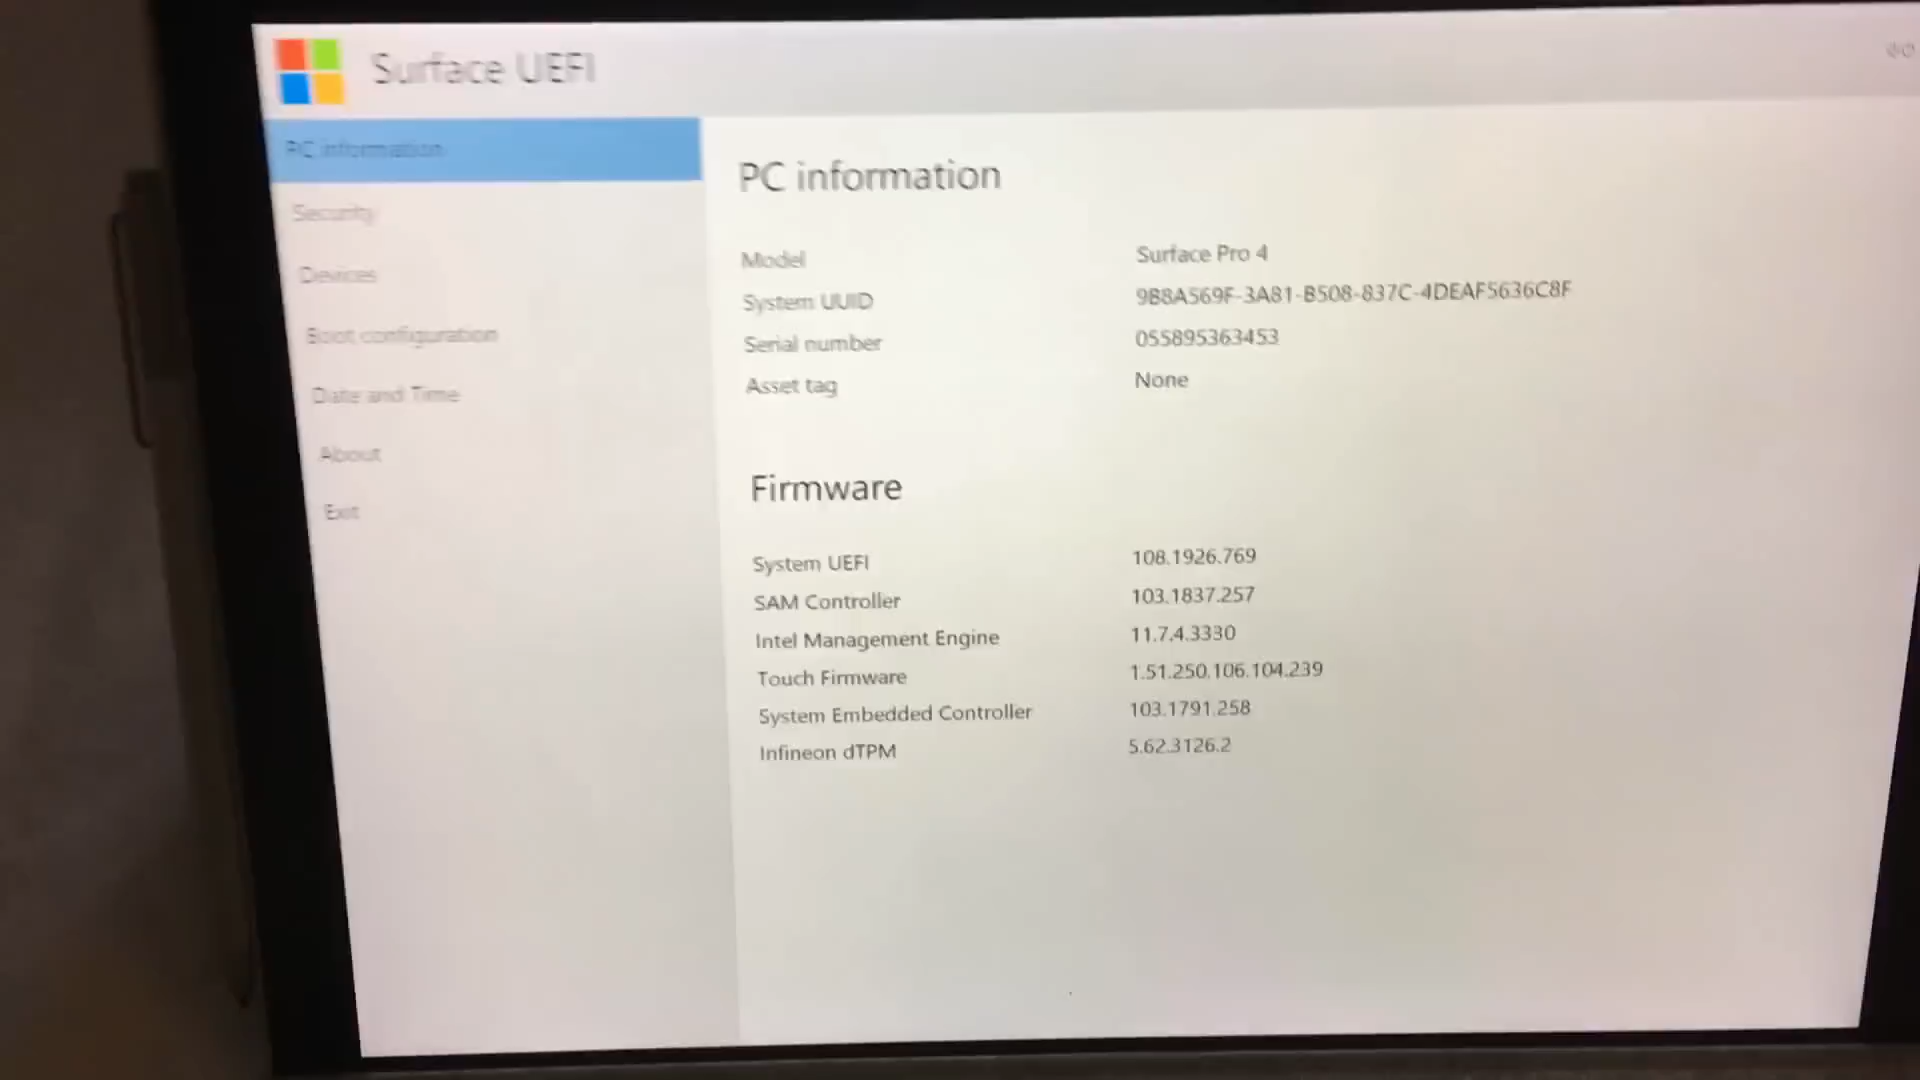 Surface UEFI
PC information
Security
Devices
Boot configuration
Date and Time
About
Exit
PC information
Model Surface Pro 4
System UUID 9B8A569F-3A81-B508-837C-4DEAF5636C8F
Serial number 055895363453
Asset tag None
Firmware
System UEFI 108.1926.769
SAM Controller 103.1837.257
Intel Management Engine 11.7.4.3330
Touch Firmware 1.51.250.106.104.239
System Embedded Controller 103.1791.258
Infineon dTPM 5.62.3126.2